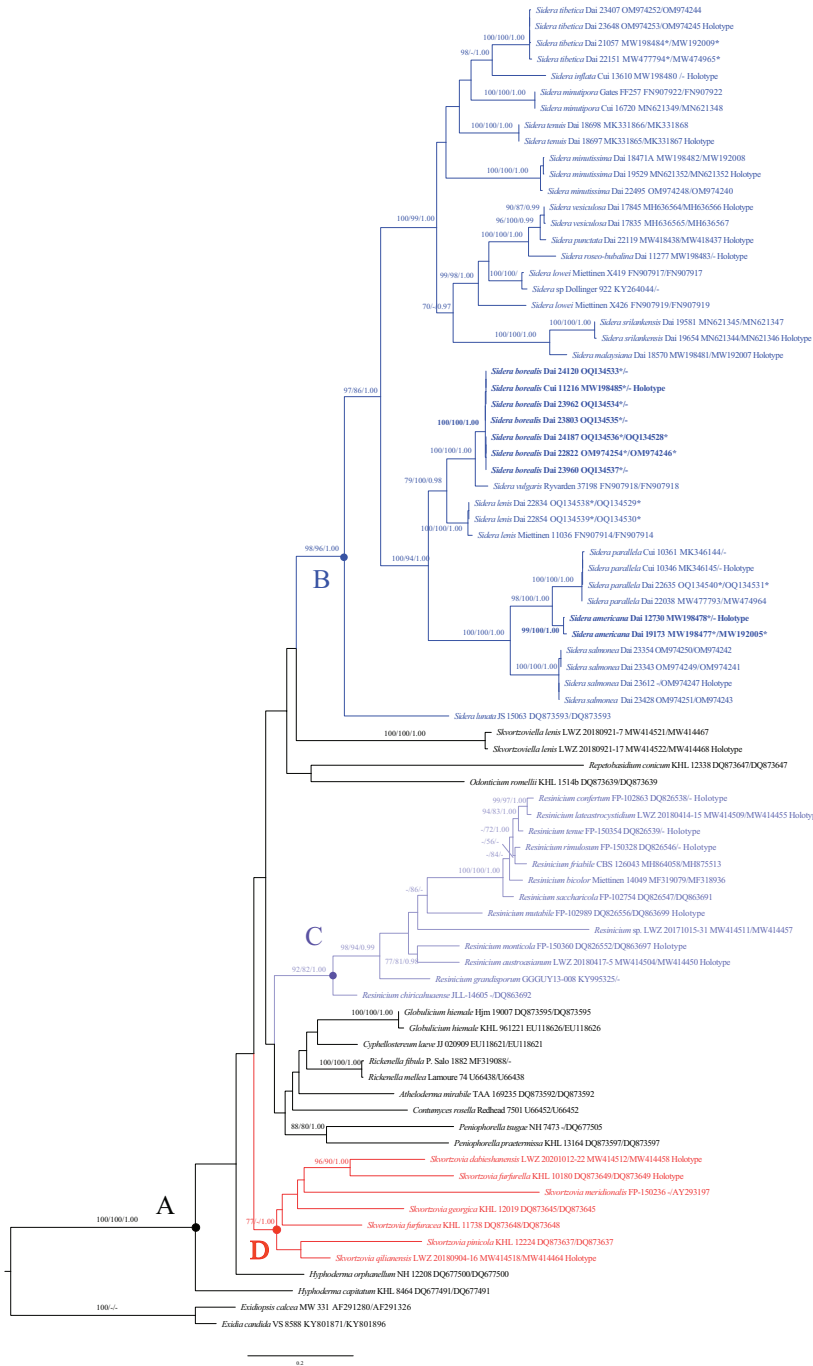 Sidera tibetica Dai 23407 OM974252/OM974244
Sidera tibetica Dai 23648 OM974253/OM974245 Holotype
100/100/1.00
Sidera tibetica Dai 21057 MW198484*/MW192009*
98/-/1.00
Sidera tibetica Dai 22151 MW477794*/MW474965*
Sidera inflata Cui 13610 MW198480 /- Holotype
100/100/1.00
Sidera minutipora Gates FF257 FN907922/FN907922
Sidera minutipora Cui 16720 MN621349/MN621348
100/100/1.00
Sidera tenuis Dai 18698 MK331866/MK331868
Sidera tenuis Dai 18697 MK331865/MK331867 Holotype
Sidera minutissima Dai 18471A MW198482/MW192008
100/100/1.00
Sidera minutissima Dai 19529 MN621352/MN621352 Holotype
Sidera minutissima Dai 22495 OM974248/OM974240
90/87/0.99
Sidera vesiculosa Dai 17845 MH636564/MH636566 Holotype
96/100/0.99
Sidera vesiculosa Dai 17835 MH636565/MH636567
100/100/1.00
Sidera punctata Dai 22119 MW418438/MW418437 Holotype
100/99/1.00
Sidera roseo-bubalina Dai 11277 MW198483/- Holotype
99/98/1.00
100/100/
Sidera lowei Miettinen X419 FN907917/FN907917
Sidera sp Dollinger 922 KY264044/-
70/-/0.97
Sidera lowei Miettinen X426 FN907919/FN907919
100/100/1.00
Sidera srilankensis Dai 19581 MN621345/MN621347
100/100/1.00
Sidera srilankensis Dai 19654 MN621344/MN621346 Holotype
Sidera malaysiana Dai 18570 MW198481/MW192007 Holotype
Sidera borealis Dai 24120 OQ134533*/-
97/86/1.00
Sidera borealis Cui 11216 MW198485*/- Holotype
Sidera borealis Dai 23962 OQ134534*/-
100/100/1.00
Sidera borealis Dai 23803 OQ134535*/-
Sidera borealis Dai 24187 OQ134536*/OQ134528*
100/100/1.00
Sidera borealis Dai 22822 OM974254*/OM974246*
Sidera borealis Dai 23960 OQ134537*/-
79/100/0.98
Sidera vulgaris Ryvarden 37198 FN907918/FN907918
Sidera lenis Dai 22834 OQ134538*/OQ134529*
100/100/1.00
Sidera lenis Dai 22854 OQ134539*/OQ134530*
Sidera lenis Miettinen 11036 FN907914/FN907914
98/96/1.00
B
100/94/1.00
Sidera parallela Cui 10361 MK346144/-
Sidera parallela Cui 10346 MK346145/- Holotype
100/100/1.00
Sidera parallela Dai 22635 OQ134540*/OQ134531*
98/100/1.00
Sidera parallela Dai 22038 MW477793/MW474964
Sidera americana Dai 12730 MW198478*/- Holotype
100/100/1.00
99/100/1.00
Sidera americana Dai 19173 MW198477*/MW192005*
Sidera salmonea Dai 23354 OM974250/OM974242
100/100/1.00
Sidera salmonea Dai 23343 OM974249/OM974241
Sidera salmonea Dai 23612 -/OM974247 Holotype
Sidera salmonea Dai 23428 OM974251/OM974243
Sidera lunata JS 15063 DQ873593/DQ873593
100/100/1.00
Skvortzoviella lenis LWZ 20180921-7 MW414521/MW414467
Skvortzoviella lenis LWZ 20180921-17 MW414522/MW414468 Holotype
Repetobasidium conicum KHL 12338 DQ873647/DQ873647
Odonticium romellii KHL 1514b DQ873639/DQ873639
99/97/1.00
Resinicium confertum FP-102863 DQ826538/- Holotype
94/83/1.00
Resinicium lateastrocystidium LWZ 20180414-15 MW414509/MW414455 Holotyp
-/72/1.00
Resinicium tenue FP-150354 DQ826539/- Holotype
-/56/-
Resinicium rimulosum FP-150328 DQ826546/- Holotype
-/84/-
Resinicium friabile CBS 126043 MH864058/MH875513
100/100/1.00
Resinicium bicolor Miettinen 14049 MF319079/MF318936
-/86/-
Resinicium saccharicola FP-102754 DQ826547/DQ863691
Resinicium mutabile FP-102989 DQ826556/DQ863699 Holotype
Resinicium sp. LWZ 20171015-31 MW414511/MW414457
C
98/94/0.99
Resinicium monticola FP-150360 DQ826552/DQ863697 Holotype
77/81/0.98
Resinicium austroasianum LWZ 20180417-5 MW414504/MW414450 Holotype
92/82/1.00
Resinicium grandisporum GGGUY13-008 KY995325/-
Resinicium chiricahuaense JLL-14605 -/DQ863692
100/100/1.00
Globulicium hiemale Hjm 19007 DQ873595/DQ873595
Globulicium hiemale KHL 961221 EU118626/EU118626
Cyphellostereum laeve JJ 020909 EU118621/EU118621
100/100/1.00
Rickenella fibula P. Salo 1882 MF319088/-
Rickenella mellea Lamoure 74 U66438/U66438
Atheloderma mirabile TAA 169235 DQ873592/DQ873592
Contumyces rosella Redhead 7501 U66452/U66452
88/80/1.00
Peniophorella tsugae NH 7473 -/DQ677505
Peniophorella praetermissa KHL 13164 DQ873597/DQ873597
96/90/1.00
Skvortzovia dabieshanensis LWZ 20201012-22 MW414512/MW414458 Holotype
Skvortzovia furfurella KHL 10180 DQ873649/DQ873649 Holotype
Skvortzovia meridionalis FP-150236 -/AY293197
A
100/100/1.00
Skvortzovia georgica KHL 12019 DQ873645/DQ873645
77/-/1.00
Skvortzovia furfuracea KHL 11738 DQ873648/DQ873648
D
Skvortzovia pinicola KHL 12224 DQ873637/DQ873637
Skvortzovia qilianensis LWZ 20180904-16 MW414518/MW414464 Holotype
Hyphoderma orphanellum NH 12208 DQ677500/DQ677500
Hyphoderma capitatum KHL 8464 DQ677491/DQ677491
100/-/-
Exidiopsis calcea MW 331 AF291280/AF291326
Exidia candida VS 8588 KY801871/KY801896
0.2